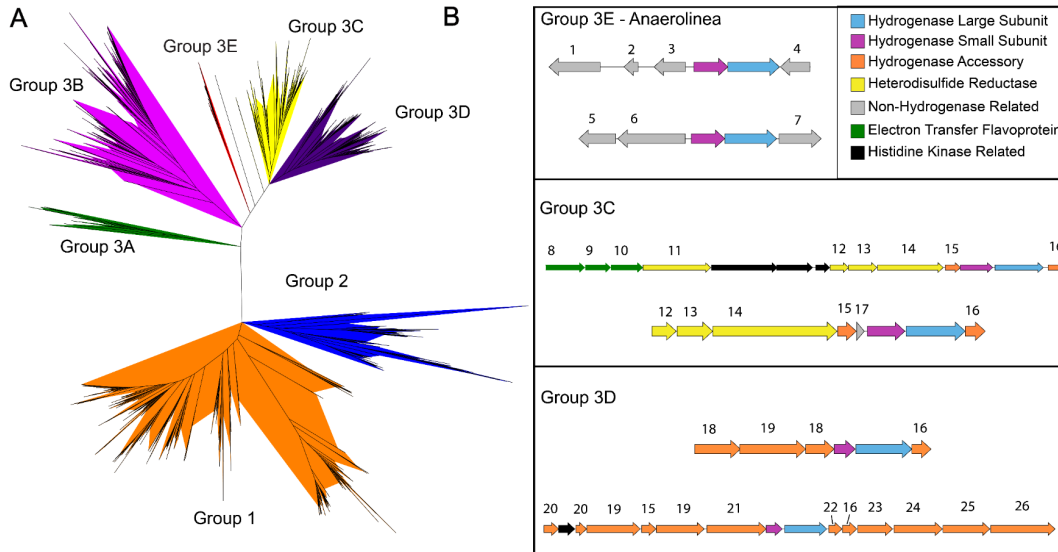 A
B
Group 3B
Group 3E
Group 3C
Group 3D
Group 3A
Group 2
Group 1
Group 3E - Anaerolinea
1 2 3 4
5 6 7
Hydrogenase Large Subunit
Hydrogenase Small Subunit
Hydrogenase Accessory
Heterodisulfide Reductase
Non-Hydrogenase Related
Electron Transfer Flavoprotein
Histidine Kinase Related
Group 3C
8 9 10 11 12 13 14 15 16
12 13 14 15 17 16
Group 3D
18 19 18 16
20 20 19 15 19 21 22 16 23 24 25 26